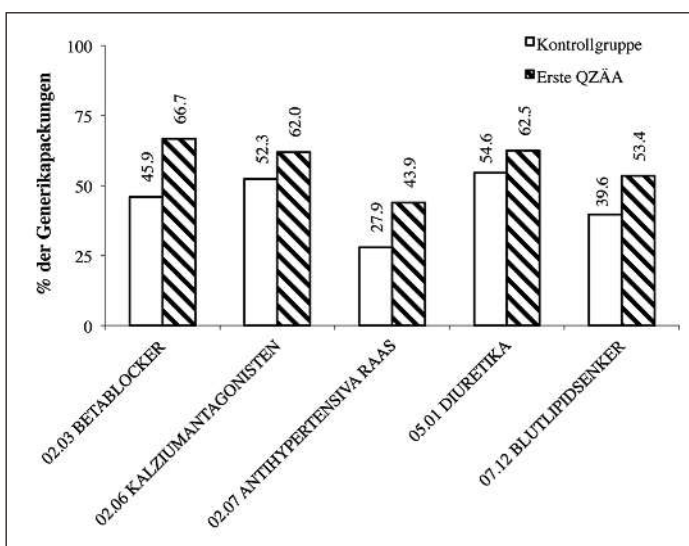 % der Generikapackungen
100
75
50
25
0
Kontrollgruppe
Erste QZÄA
45.9
66.7
52.3
62.0
27.9
43.9
54.6
62.5
39.6
53.4
02.03 BETABLOCKER
02.06 KALZIUMANTAGONISTEN
02.07 ANTIHYPERTENSIVA RAAS
05.01 DIURETIKA
07.12 BLUTLIPIDSENKER